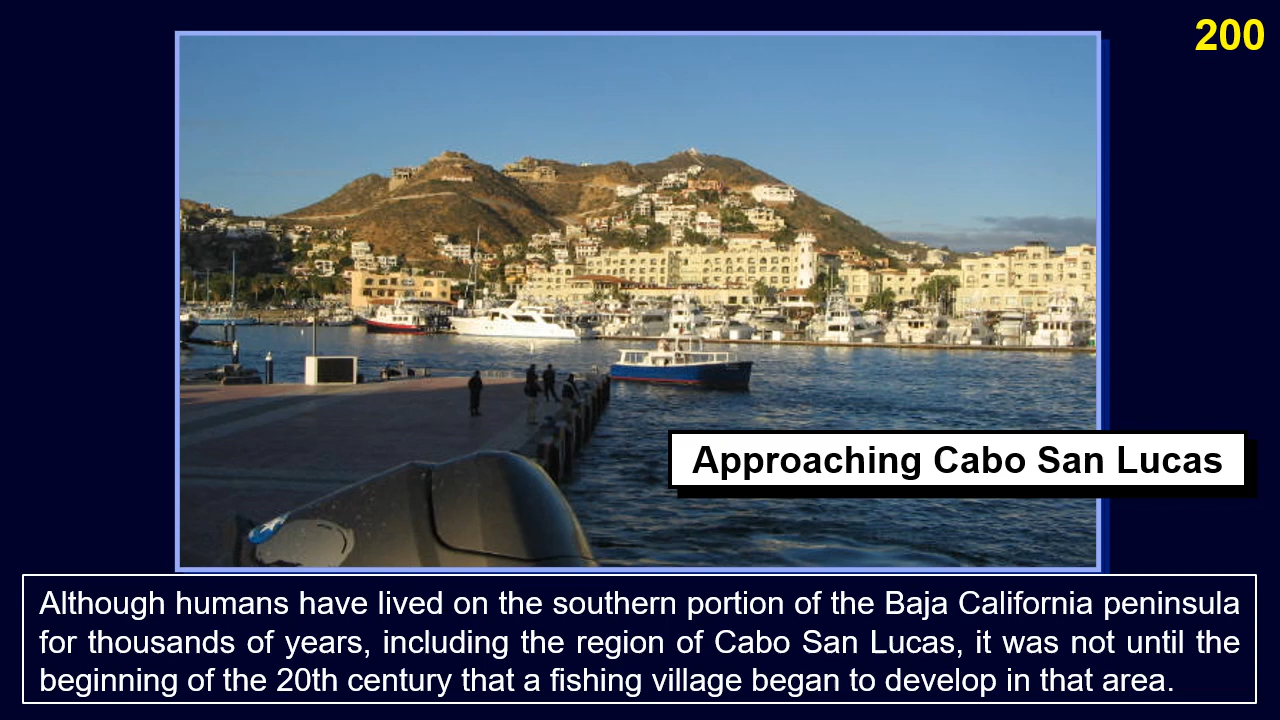 200
Approaching Cabo San Lucas
Although humans have lived on the southern portion of the Baja California peninsula
for thousands of years, including the region of Cabo San Lucas, it was not until the
beginning of the 20th century that a fishing village began to develop in that area.